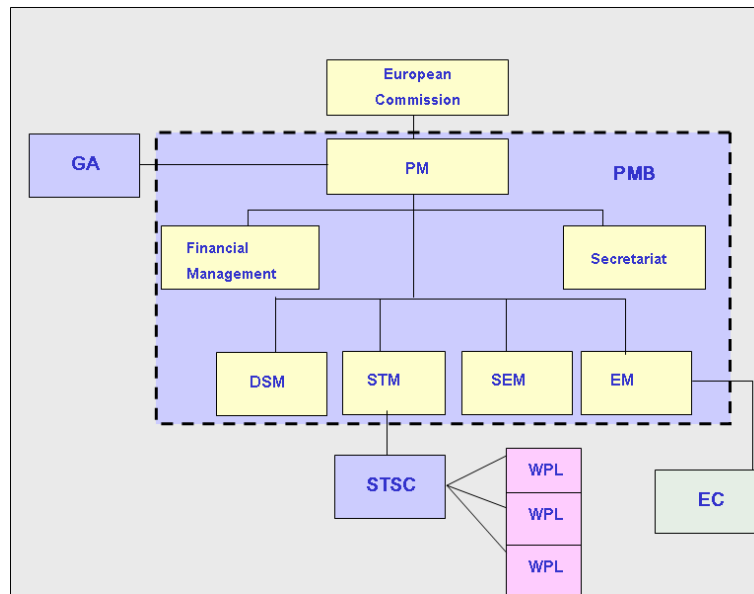 European
Commission
GA
PM
PMB
Financial
Management
Secretariat
DSM
STM
SEM
EM
STSC
WPL
WPL
WPL
EC